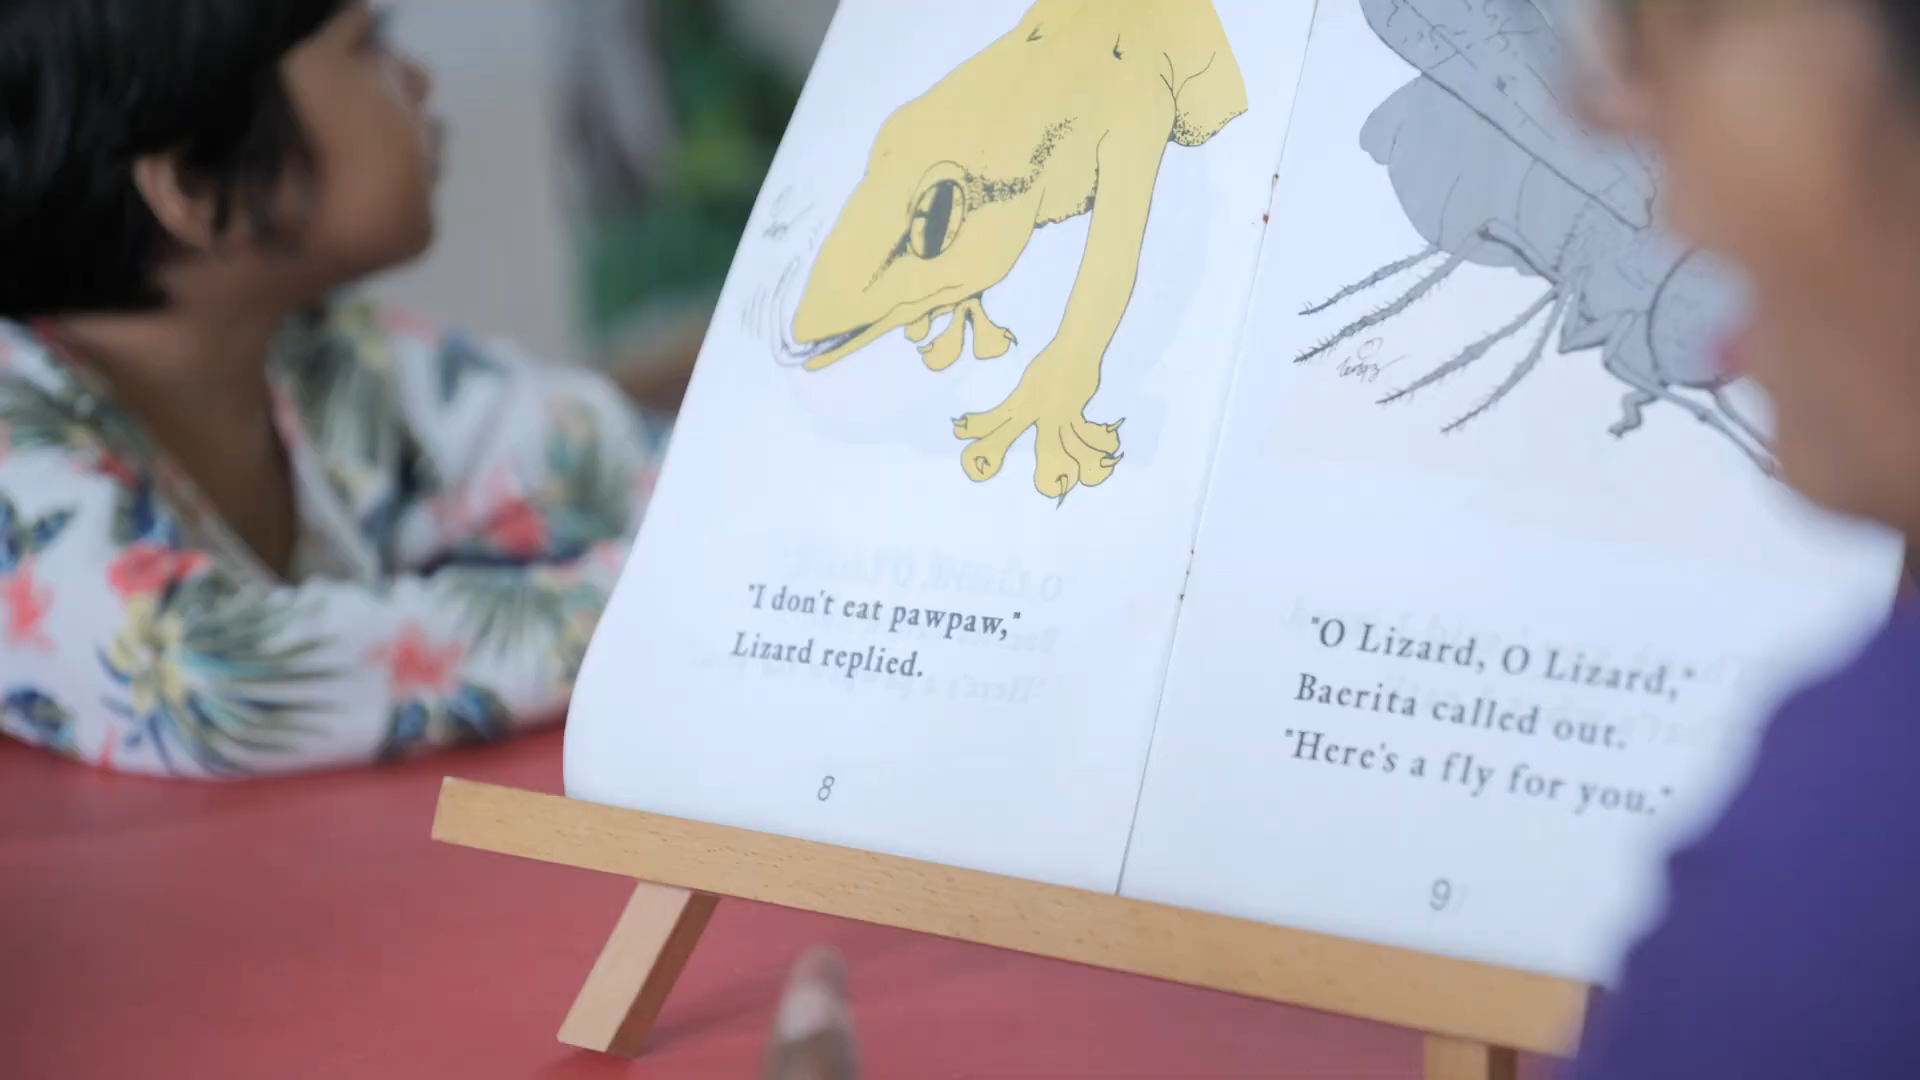 "I don't eat pawpaw,"
Lizard replied.
8
"O Lizard, O Lizard,"
Baerita called out.
"Here's a fly for you."
9